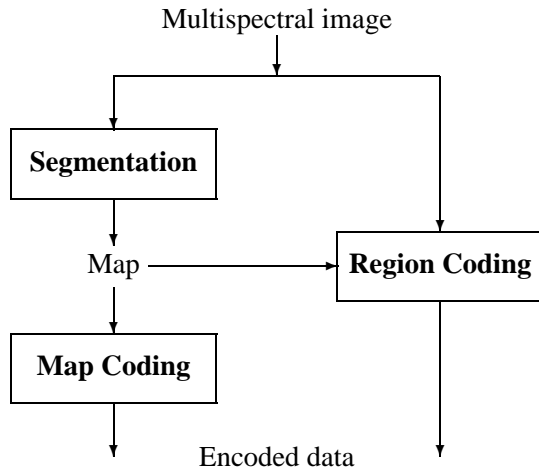 Multispectral image
Segmentation
Map
Region Coding
Map Coding
Encoded data